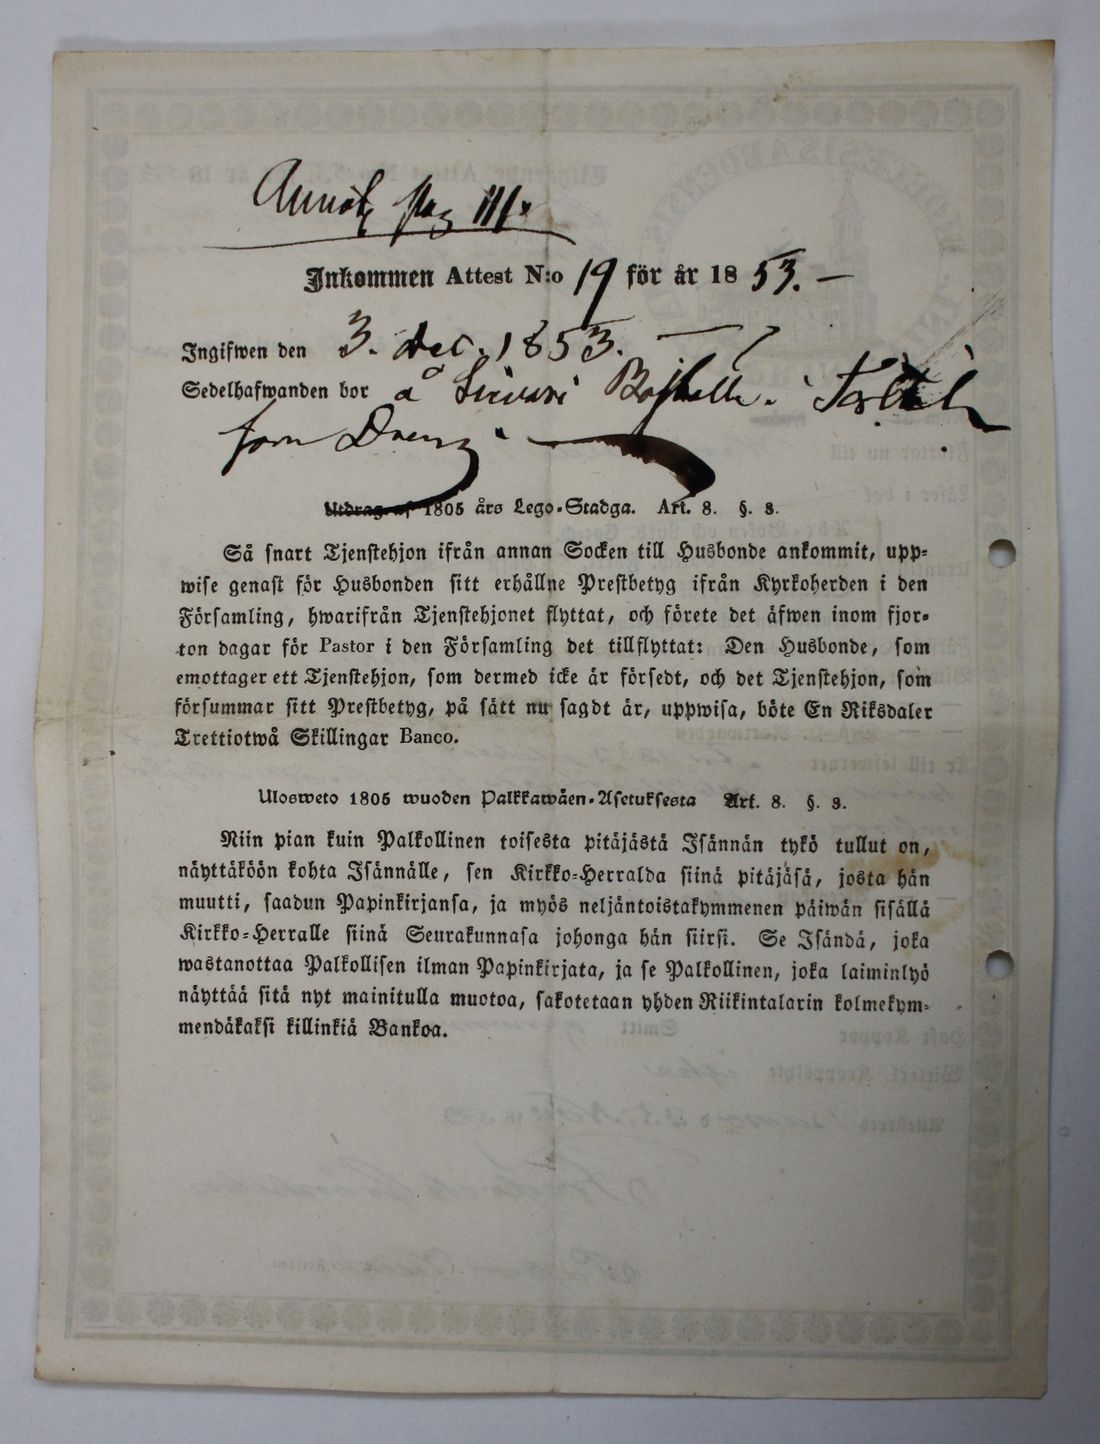 Annot. pag 111.
Inkommen Attest N:o 19 för år 1853. —
Ingifwen den 3. Dec. 1853. —
Sedelhafwanden bor å
som Dreng. —
Utdrag af 1805 års Lego-Stadga. Art. 8. §. 3.
Så snart Tjenstehjon ifrån annan Socken till Husbonde ankommit, upp-
wise genast för Husbonden sitt erhållne Prestbetyg ifrån Kyrkoherden i den
Församling, hwarifrån Tjenstehjonet flyttat, och förete det äfwen inom fjor-
ton dagar för Pastor i den Församling det tillflyttat: Den Husbonde, som
emottager ett Tjenstehjon, som dermed icke är försedt, och det Tjenstehjon, som
försummar sitt Prestbetyg, på sätt nu sagdt är, uppwisa, böte En Riksdaler
Trettiotwå Skillingar Banco.
Ulosweto 1805 wuoden Palkkawäen-Asetuksesta Art. 8. §. 3.
Niin pian kuin Palkollinen toisesta pitäjästä Isännän tykö tullut on,
näyttäköön kohta Isännälle, sen Kirkko-Herralda siinä pitäjäsä, josta hän
muutti, saadun Papinkirjansa, ja myös neljäntoistakymmenen päiwän sisällä
Kirkko-Herralle siinä Seurakunnasa johonga hän siirsi. Se Isändä, joka
wastanottaa Palkollisen ilman Papinkirjata, ja se Palkollinen, joka laiminlyö
näyttää sitä nyt mainitulla muotoa, sakotetaan yhden Riikintalarin kolmekym-
mendäkaksi killinkiä Bankoa.